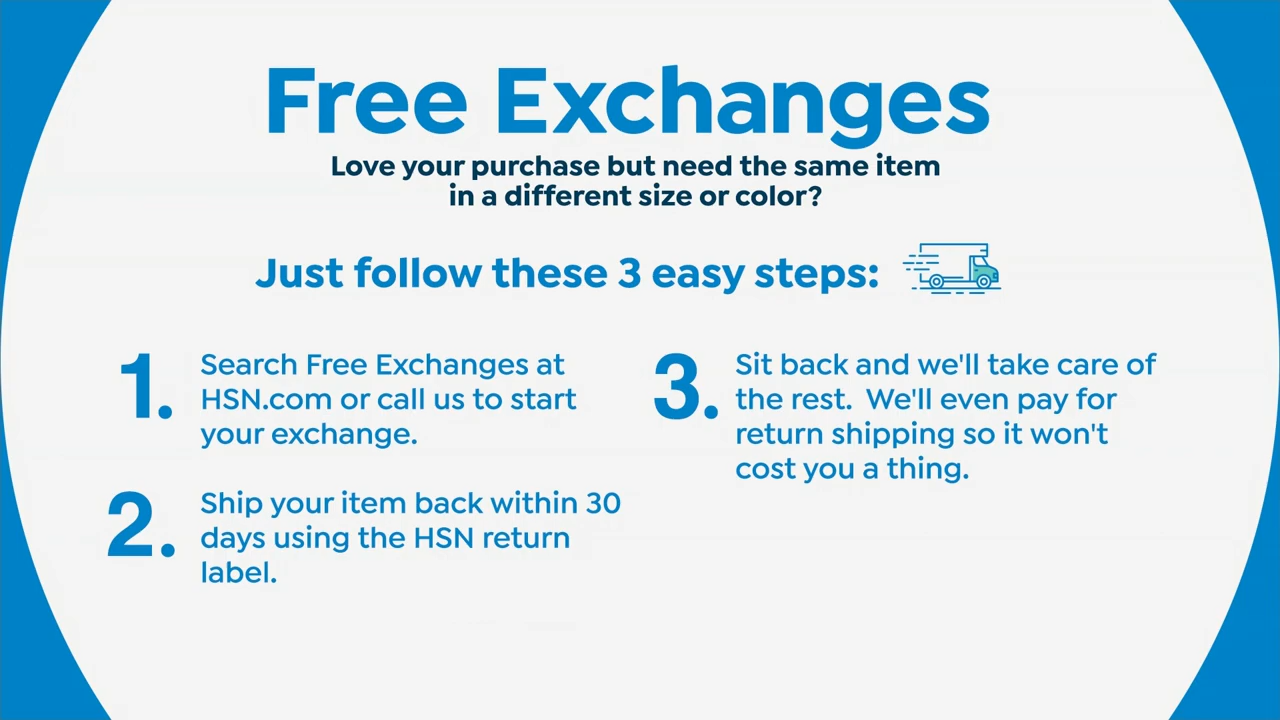 Free Exchanges
Love your purchase but need the same item
in a different size or color?
Just follow these 3 easy steps:
1. Search Free Exchanges at
HSN.com or call us to start
your exchange.
2. Ship your item back within 30
days using the HSN return
label.
3. Sit back and we'll take care of
the rest.  We'll even pay for
return shipping so it won't
cost you a thing.